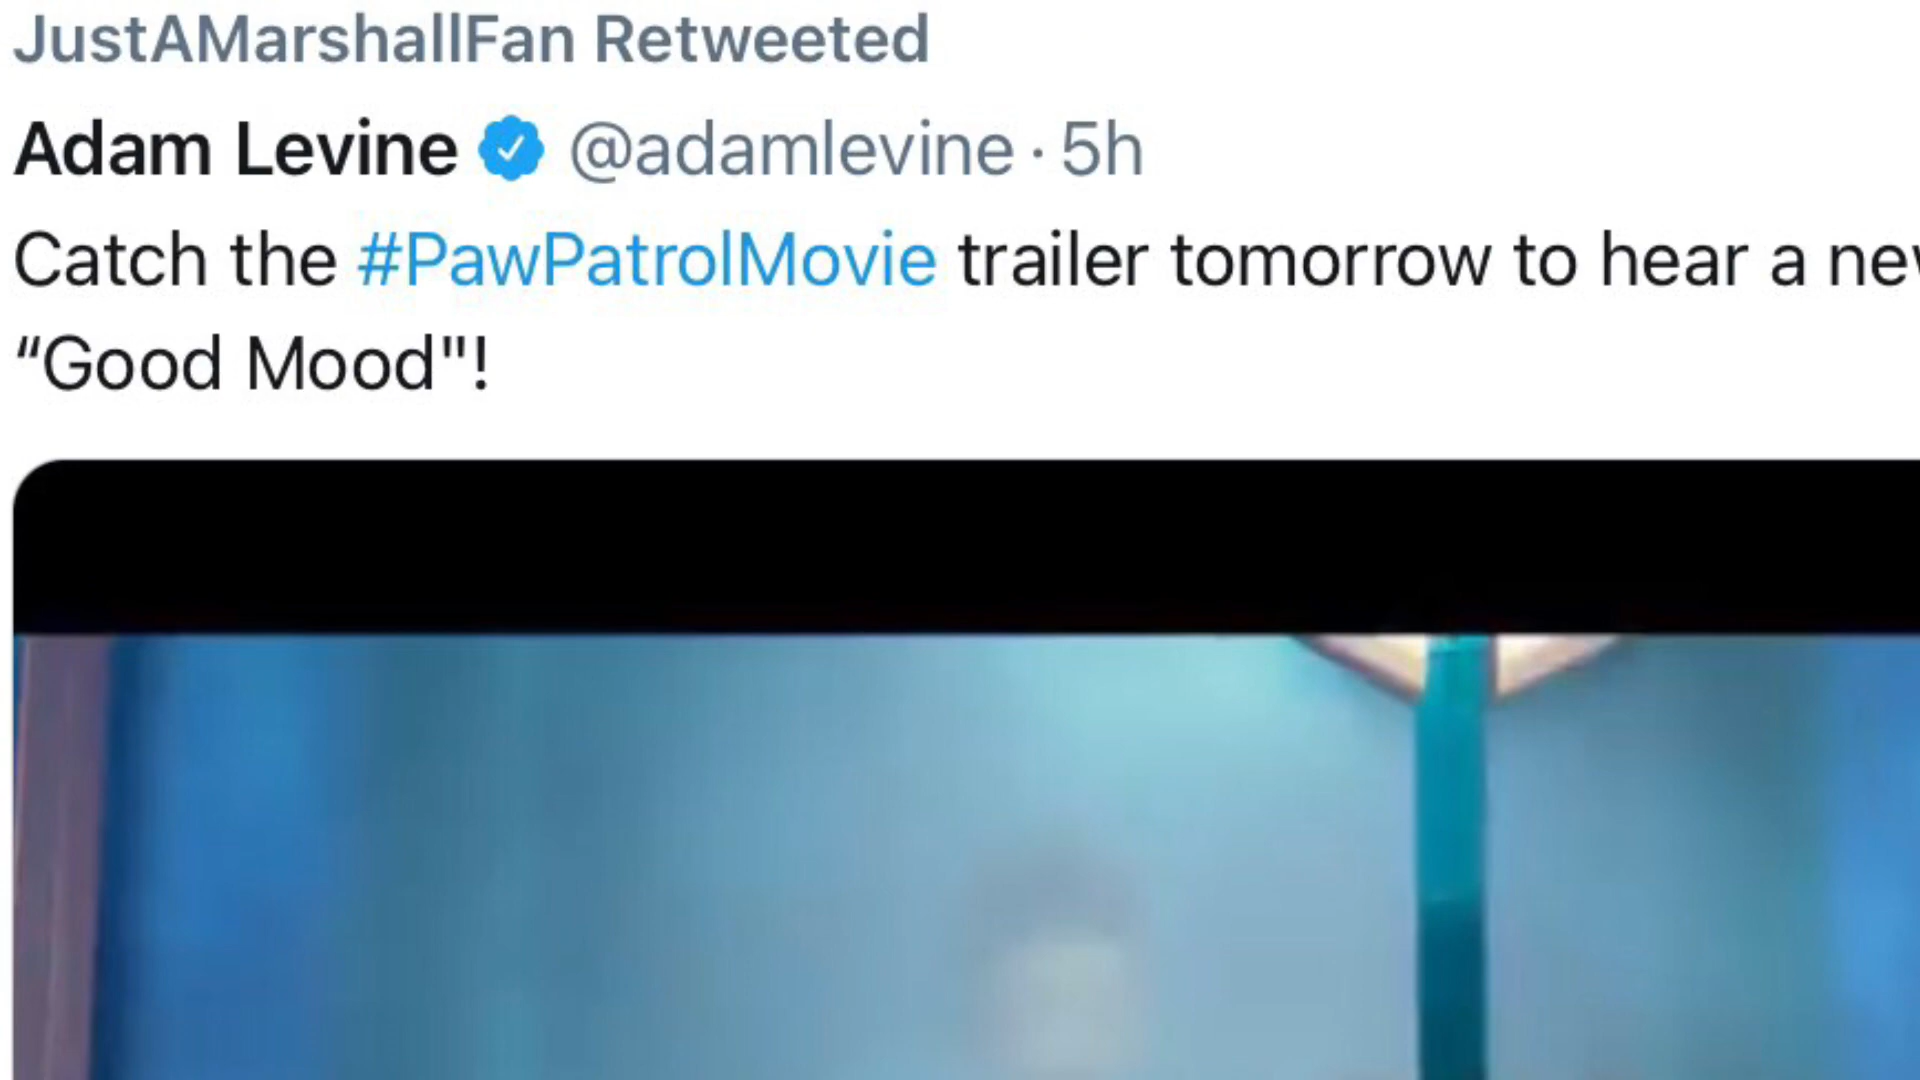 JustAMarshallFan Retweeted
Adam Levine @adamlevine · 5h
Catch the #PawPatrolMovie trailer tomorrow to hear a
“Good Mood"!